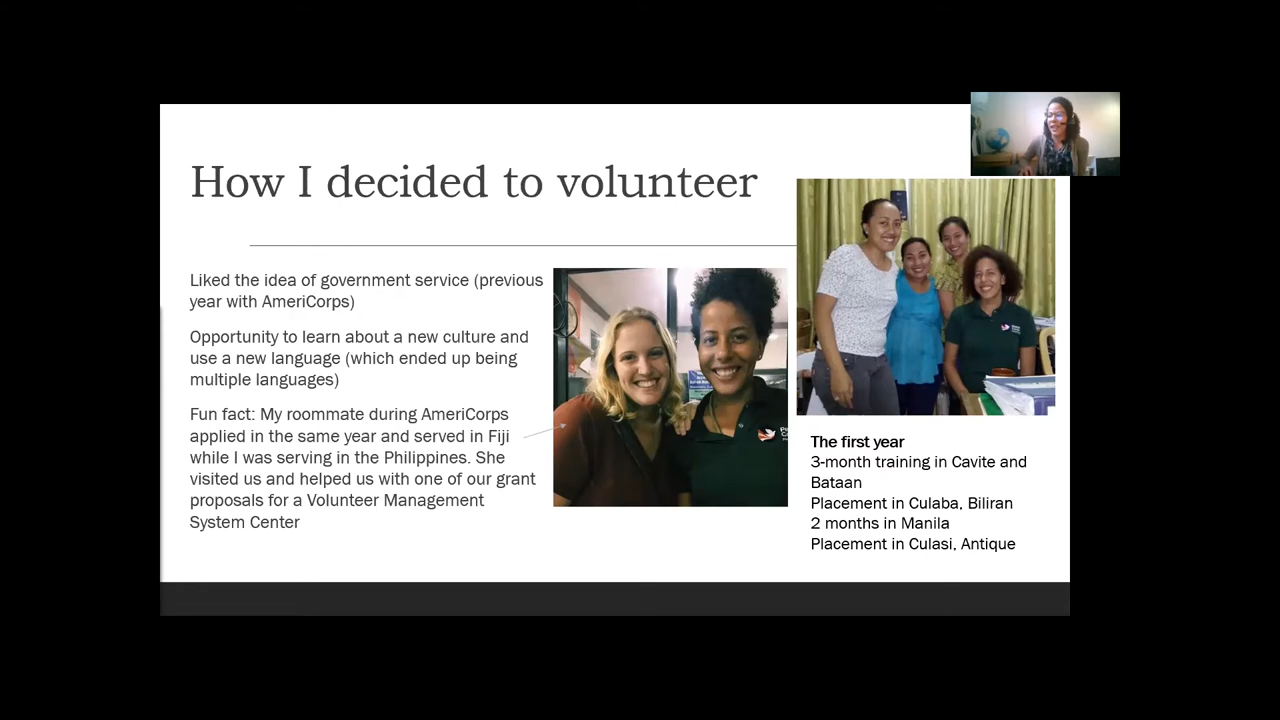 How I decided to volunteer
Liked the idea of government service (previous
year with AmeriCorps)
Opportunity to learn about a new culture and
use a new language (which ended up being
multiple languages)
Fun fact: My roommate during AmeriCorps
applied in the same year and served in Fiji
while I was serving in the Philippines. She
visited us and helped us with one of our grant
proposals for a Volunteer Management
System Center
The first year
3-month training in Cavite and
Bataan
Placement in Culaba, Biliran
2 months in Manila
Placement in Culasi, Antique